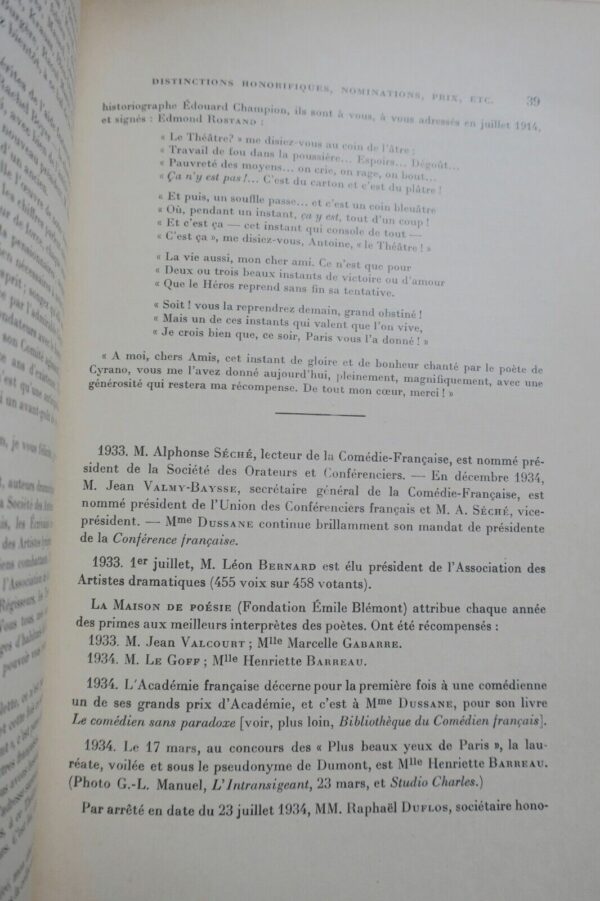 DISTINCTIONS HONORIFIQUES, NOMINATIONS, PRIX, ETC. 39
historiographe Édouard Champion, ils sont à vous, à vous adressés en juillet 1914,
et signés : Edmond ROSTAND :
« Le Théâtre? » me disiez-vous au coin de l'âtre ;
« Travail de fou dans la poussière... Espoirs... Dégoût...
« Pauvreté des moyens... on crie, on rage, on bout...
« Ça n'y est pas !... C'est du carton et c'est du plâtre !
« Et puis, un souffle passe... et c'est un coin bleuâtre
« Où, pendant un instant, ça y est, tout d'un coup !
« Et c'est ça — cet instant qui console de tout —
« C'est ça », me disiez-vous, Antoine, « le Théâtre ! »
« La vie aussi, mon cher ami. Ce n'est que pour
« Deux ou trois beaux instants de victoire ou d'amour
« Que le Héros reprend sans fin sa tentative.
« Soit ! vous la reprendrez demain, grand obstiné !
« Mais un de ces instants qui valent que l'on vive,
« Je crois bien que, ce soir, Paris vous l'a donné ! »
« A moi, chers Amis, cet instant de gloire et de bonheur chanté par le poète de
Cyrano, vous me l'avez donné aujourd'hui, pleinement, magnifiquement, avec une
générosité qui restera ma récompense. De tout mon cœur, merci ! »
1933. M. Alphonse SÉCHÉ, lecteur de la Comédie-Française, est nommé pré-
sident de la Société des Orateurs et Conférenciers. — En décembre 1934,
M. Jean VALMY-BAYSSE, secrétaire général de la Comédie-Française, est
nommé président de l'Union des Conférenciers français et M. A. SÉCHÉ, vice-
président. — Mme DUSSANE continue brillamment son mandat de présidente
de la Conférence française.
1933. 1er juillet, M. Léon BERNARD est élu président de l'Association des
Artistes dramatiques (455 voix sur 458 votants).
LA MAISON DE POÉSIE (Fondation Émile Blémont) attribue chaque année
des primes aux meilleurs interprètes des poètes. Ont été récompensés :
1933. M. Jean VALCOURT ; Mlle Marcelle GABARRE.
1934. M. LE GOFF ; Mlle Henriette BARREAU.
1934. L'Académie française décerne pour la première fois à une comédienne
un de ses grands prix d'Académie, et c'est à Mme DUSSANE, pour son livre
Le comédien sans paradoxe [voir, plus loin, Bibliothèque du Comédien français].
1934. Le 17 mars, au concours des « Plus beaux yeux de Paris », la lau-
réate, voilée et sous le pseudonyme de Dumont, est Mlle Henriette BARREAU.
(Photo G.-L. Manuel, L'Intransigeant, 23 mars, et Studio Charles.)
Par arrêté en date du 23 juillet 1934, MM. Raphaël DUFLOS, sociétaire hono-